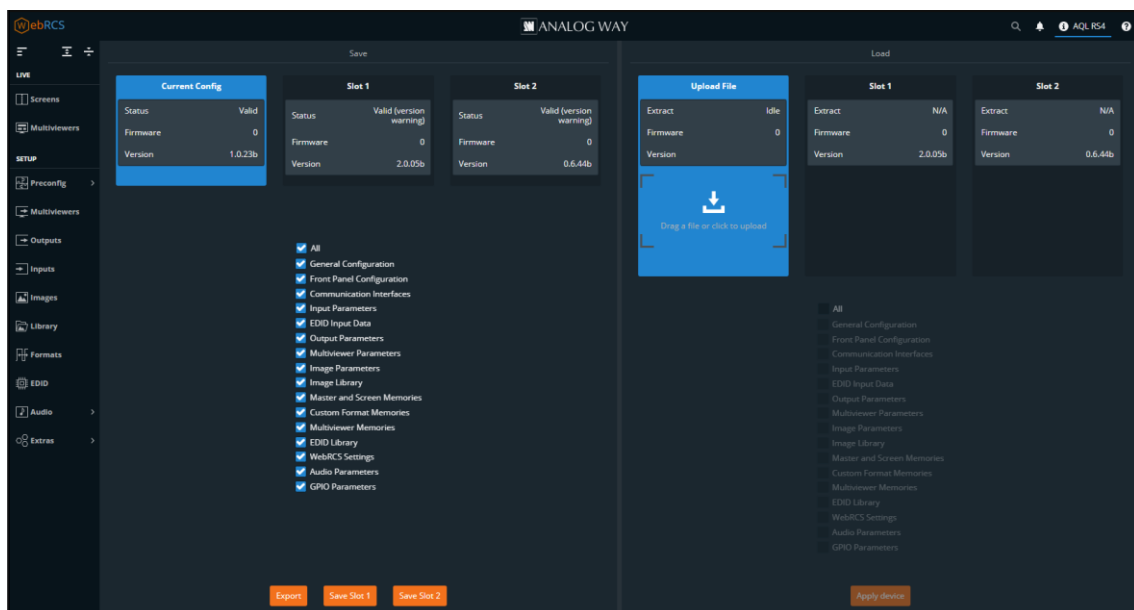 WebRCS
ANALOG WAY
AQL RS4
LIVE
Screens
Multiviewers
SETUP
Preconfig
Multiviewers
Outputs
Inputs
Images
Library
Formats
EDID
Audio
Extras
Save
Current Config
Status Valid
Firmware 0
Version 1.0.23b
Slot 1
Status Valid (version
warning)
Firmware 0
Version 2.0.05b
Slot 2
Status Valid (version
warning)
Firmware 0
Version 0.6.44b
All
General Configuration
Front Panel Configuration
Communication Interfaces
Input Parameters
EDID Input Data
Output Parameters
Multiviewer Parameters
Image Parameters
Image Library
Master and Screen Memories
Custom Format Memories
Multiviewer Memories
EDID Library
WebRCS Settings
Audio Parameters
GPIO Parameters
Export
Save Slot 1
Save Slot 2
Load
Upload File
Extract Idle
Firmware 0
Version
Drag a file or click to upload
Slot 1
Extract N/A
Firmware 0
Version 2.0.05b
Slot 2
Extract N/A
Firmware 0
Version 0.6.44b
All
General Configuration
Front Panel Configuration
Communication Interfaces
Input Parameters
EDID Input Data
Output Parameters
Multiviewer Parameters
Image Parameters
Image Library
Master and Screen Memories
Custom Format Memories
Multiviewer Memories
EDID Library
WebRCS Settings
Audio Parameters
GPIO Parameters
Apply device